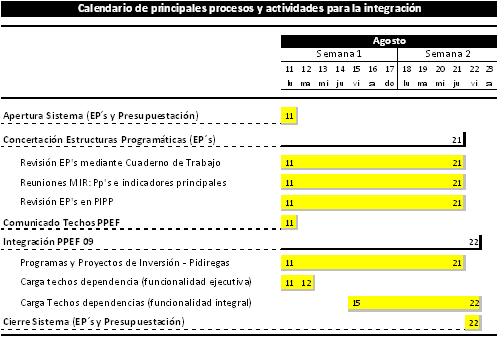 Calendario de principales procesos y actividades para la integración
Agosto
Semana 1 Semana 2
11 12 13 14 15 16 17 18 19 20 21 22 23
lu ma mi ju vi sa do lu ma mi ju vi sa
Apertura Sistema (EP´s y Presupuestación) 11
Concertación Estructuras Programáticas (EP´s) 21
Revisión EP's mediante Cuaderno de Trabajo 11 21
Reuniones MIR: Pp's e indicadores principales 11 21
Revisión EP's en PIPP 11 21
Comunicado Techos PPEF 11
Integración PPEF 09 22
Programas y Proyectos de Inversión - Pidiregas 11 21
Carga techos dependencia (funcionalidad ejecutiva) 11 12
Carga Techos dependencias (funcionalidad integral) 15 22
Cierre Sistema (EP´s y Presupuestación) 22